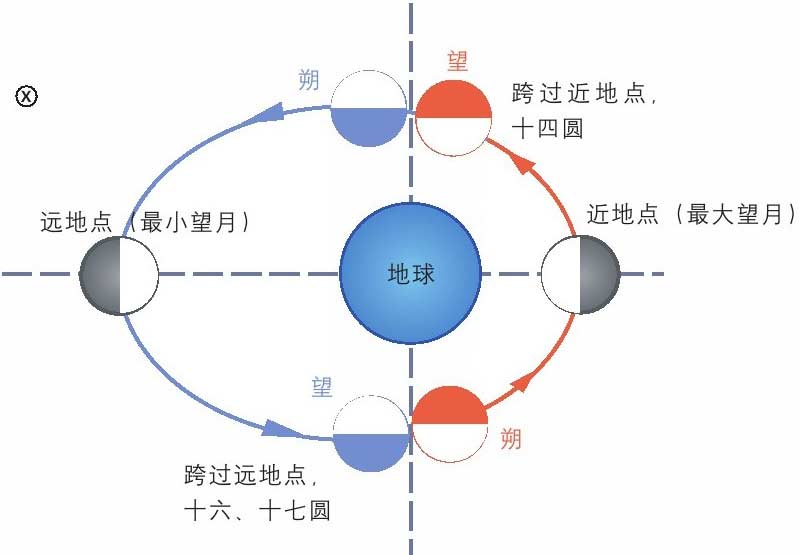 朔
望
ⓧ
跨过近地点，
十四圆
远地点（最小望月）
近地点（最大望月）
地球
望
朔
跨过远地点，
十六、十七圆